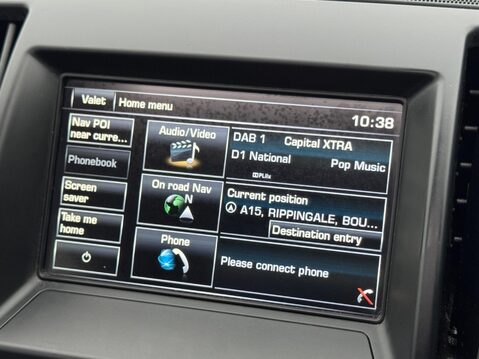 Valet
Home menu
10:38
Nav POI
near curre...
Phonebook
Screen
saver
Take me
home
Audio/Video
On road Nav
N
Phone
DAB 1 Capital XTRA
D1 National Pop Music
PLIIx
Current position
A15, RIPPINGALE, BOU...
Destination entry
Please connect phone